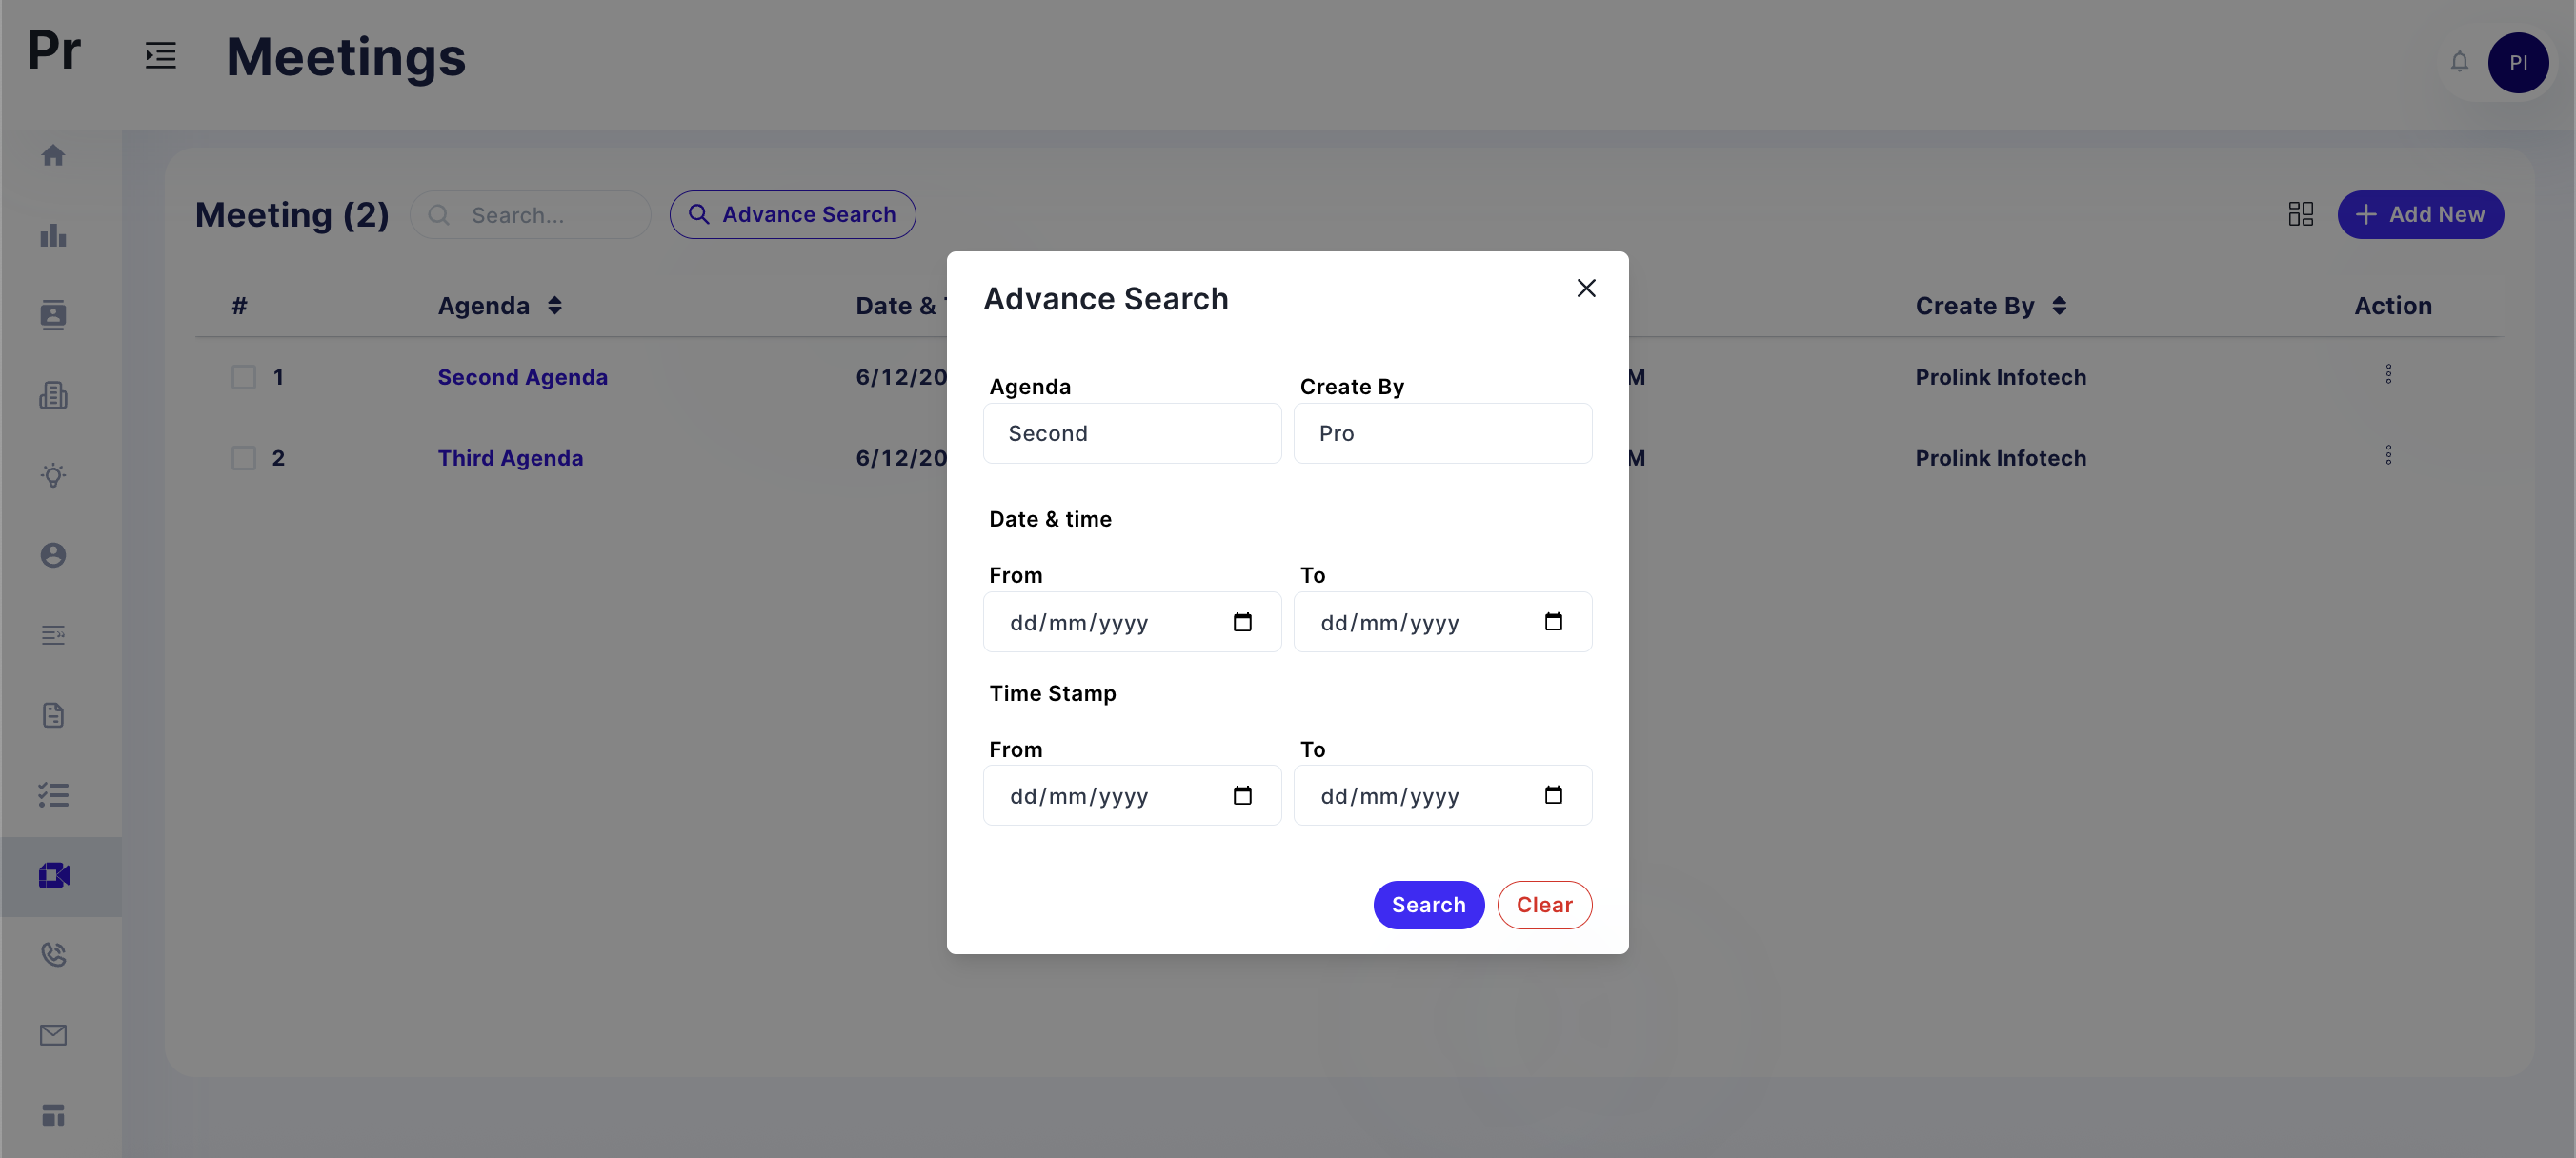 Pr
Meetings
PI
Meeting (2)
Search...
Advance Search
Add New
# Agenda Date & Create By Action
1 Second Agenda 6/12/20 M Prolink Infotech
2 Third Agenda 6/12/20 M Prolink Infotech
Advance Search
Agenda Create By
Second Pro
Date & time
From To
dd/mm/yyyy dd/mm/yyyy
Time Stamp
From To
dd/mm/yyyy dd/mm/yyyy
Search Clear